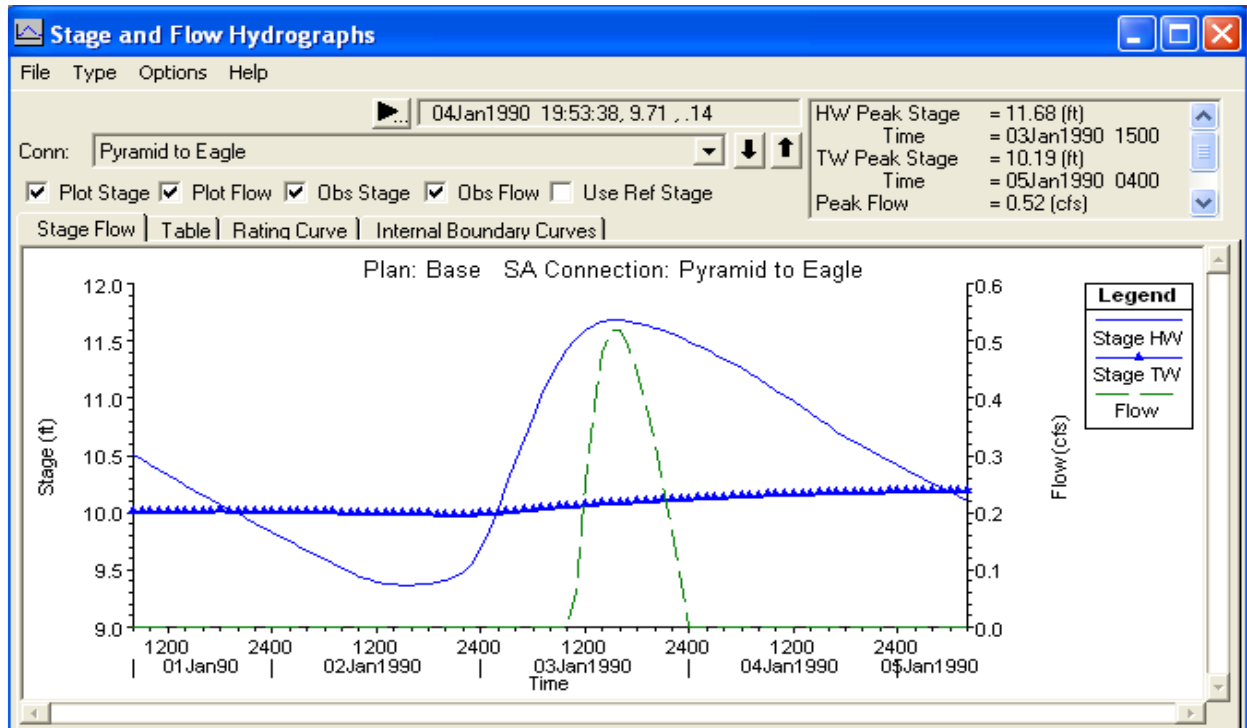 Stage and Flow Hydrographs
File Type Options Help
04Jan1990 19:53:38, 9.71 , .14
Conn: Pyramid to Eagle
Plot Stage Plot Flow Obs Stage Obs Flow Use Ref Stage
HW Peak Stage = 11.68 (ft)
Time = 03Jan1990 1500
TW Peak Stage = 10.19 (ft)
Time = 05Jan1990 0400
Peak Flow = 0.52 (cfs)
Stage Flow Table Rating Curve Internal Boundary Curves
Plan: Base SA Connection: Pyramid to Eagle
12.0
11.5
11.0
10.5
10.0
9.5
9.0
Stage (ft)
0.6
0.5
0.4
0.3
0.2
0.1
0.0
Flow (cfs)
1200 2400 1200 2400 1200 2400 1200 2400
01Jan90 02Jan1990 03Jan1990 04Jan1990 05Jan1990
Time
Legend
Stage HW
Stage TW
Flow